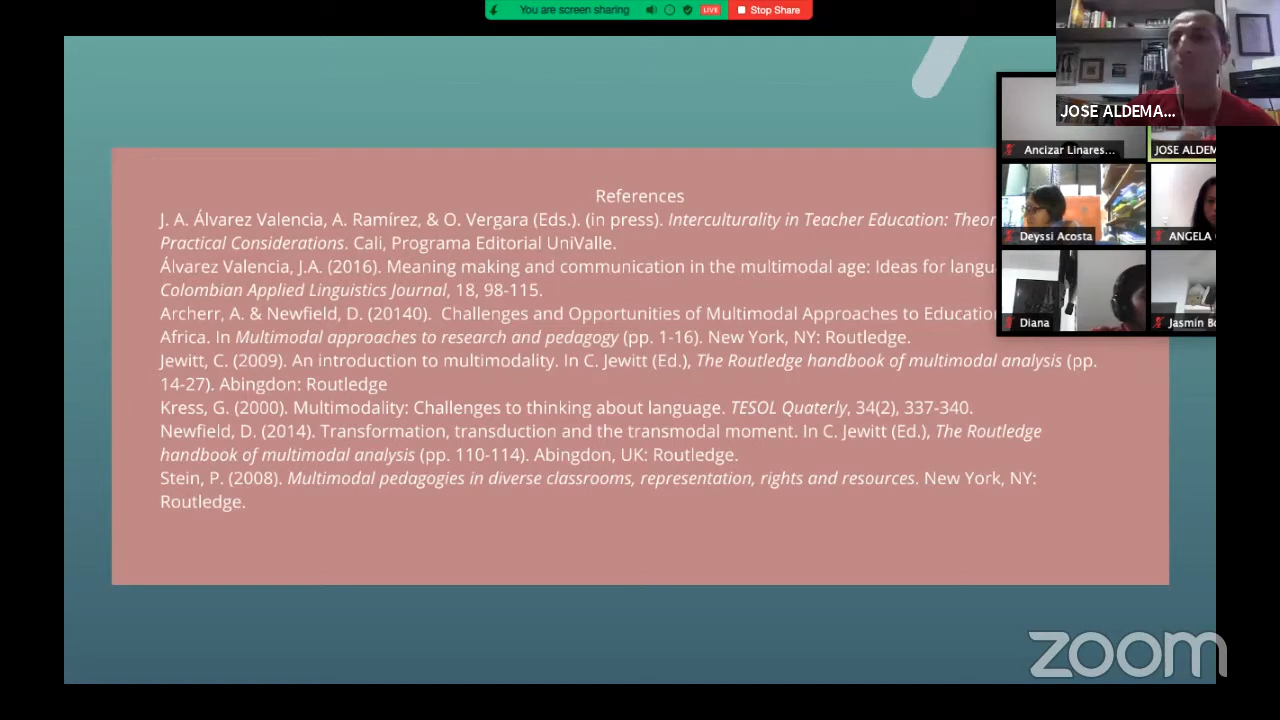 You are screen sharing LIVE Stop Share
JOSE ALDEMA...
Ancizar Linares...
JOSE ALDEM
Deyssi Acosta
ANGELA
Diana
Jasmín
References
J. A. Álvarez Valencia, A. Ramírez, & O. Vergara (Eds.). (in press). Interculturality in Teacher Education: Theor
Practical Considerations. Cali, Programa Editorial UniValle.
Álvarez Valencia, J.A. (2016). Meaning making and communication in the multimodal age: Ideas for langu
Colombian Applied Linguistics Journal, 18, 98-115.
Archerr, A. & Newfield, D. (20140). Challenges and Opportunities of Multimodal Approaches to Education
Africa. In Multimodal approaches to research and pedagogy (pp. 1-16). New York, NY: Routledge.
Jewitt, C. (2009). An introduction to multimodality. In C. Jewitt (Ed.), The Routledge handbook of multimodal analysis (pp.
14-27). Abingdon: Routledge
Kress, G. (2000). Multimodality: Challenges to thinking about language. TESOL Quaterly, 34(2), 337-340.
Newfield, D. (2014). Transformation, transduction and the transmodal moment. In C. Jewitt (Ed.), The Routledge
handbook of multimodal analysis (pp. 110-114). Abingdon, UK: Routledge.
Stein, P. (2008). Multimodal pedagogies in diverse classrooms, representation, rights and resources. New York, NY:
Routledge.
zoom